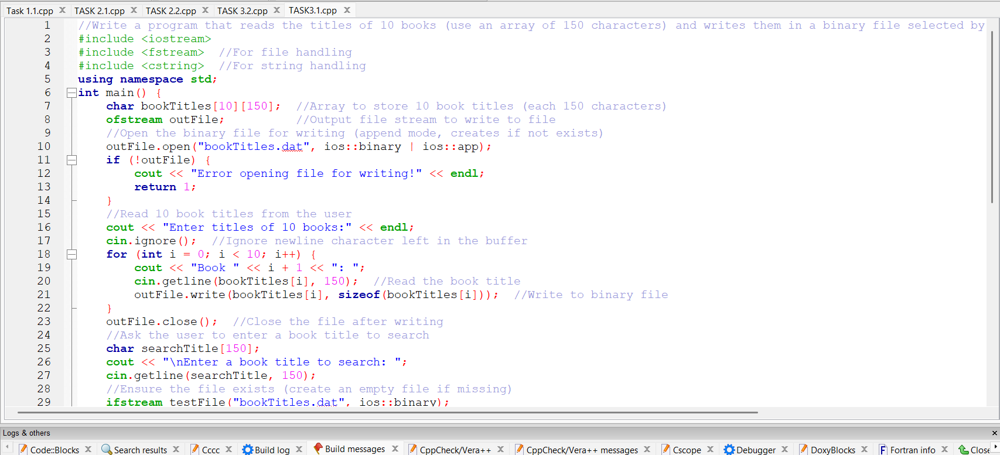 Task 1.1.cpp TASK 2.1.cpp TASK 2.2.cpp TASK 3.2.cpp TASK3.1.cpp
1 //Write a program that reads the titles of 10 books (use an array of 150 characters) and writes them in a binary file selected by
2 #include <iostream>
3 #include <fstream>  //For file handling
4 #include <cstring>  //For string handling
5 using namespace std;
6 int main() {
7     char bookTitles[10][150];  //Array to store 10 book titles (each 150 characters)
8     ofstream outFile;          //Output file stream to write to file
9     //Open the binary file for writing (append mode, creates if not exists)
10     outFile.open("bookTitles.dat", ios::binary | ios::app);
11     if (!outFile) {
12         cout << "Error opening file for writing!" << endl;
13         return 1;
14     }
15     //Read 10 book titles from the user
16     cout << "Enter titles of 10 books:" << endl;
17     cin.ignore();  //Ignore newline character left in the buffer
18     for (int i = 0; i < 10; i++) {
19         cout << "Book " << i + 1 << ": ";
20         cin.getline(bookTitles[i], 150);  //Read the book title
21         outFile.write(bookTitles[i], sizeof(bookTitles[i]));  //Write to binary file
22     }
23     outFile.close();  //Close the file after writing
24     //Ask the user to enter a book title to search
25     char searchTitle[150];
26     cout << "\nEnter a book title to search: ";
27     cin.getline(searchTitle, 150);
28     //Ensure the file exists (create an empty file if missing)
29     ifstream testFile("bookTitles.dat", ios::binary);
Logs & others
Code::Blocks Search results Cccc Build log Build messages CppCheck/Vera++ CppCheck/Vera++ messages Cscope Debugger DoxyBlocks Fortran info Close